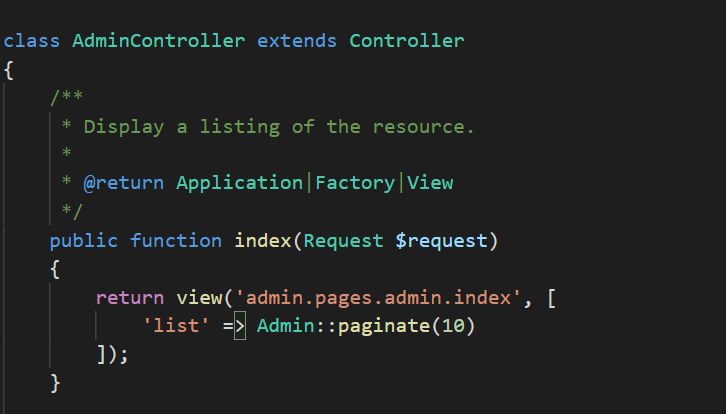 class AdminController extends Controller
{
    /**
     * Display a listing of the resource.
     *
     * @return Application|Factory|View
     */
    public function index(Request $request)
    {
        return view('admin.pages.admin.index', [
            'list' => Admin::paginate(10)
        ]);
    }